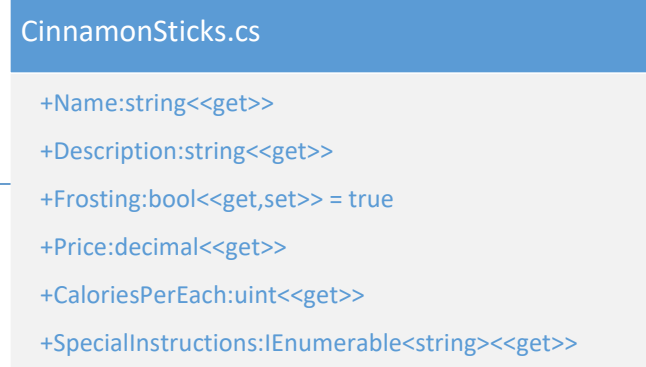 CinnamonSticks.cs
+Name:string<<get>>
+Description:string<<get>>
+Frosting:bool<<get,set>> = true
+Price:decimal<<get>>
+CaloriesPerEach:uint<<get>>
+SpecialInstructions:IEnumerable<string><<get>>